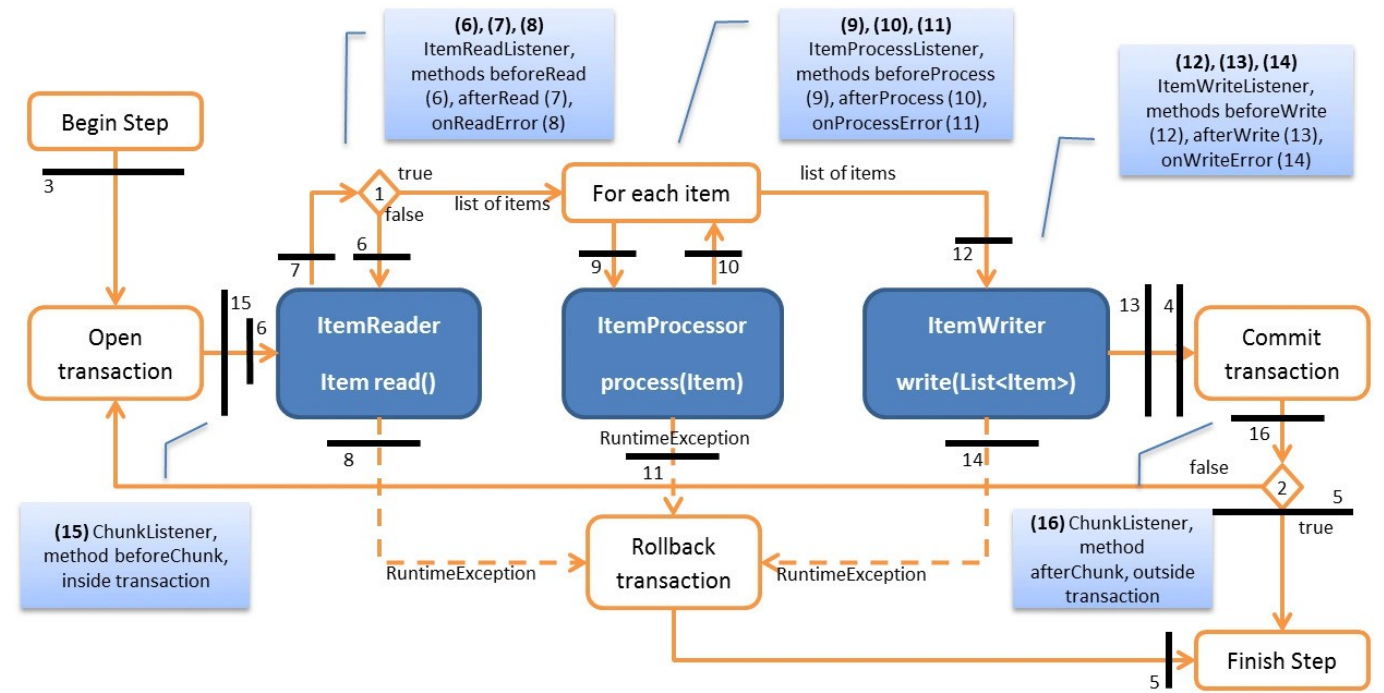 (6), (7), (8)
ItemReadListener,
methods beforeRead
(6), afterRead (7),
onReadError (8)
(9), (10), (11)
ItemProcessListener,
methods beforeProcess
(9), afterProcess (10),
onProcessError (11)
(12), (13), (14)
ItemWriteListener,
methods beforeWrite
(12), afterWrite (13),
onWriteError (14)
Begin Step
3
1
true
false
list of items
For each item
list of items
7
6
9
10
12
Open
transaction
15
6
ItemReader
Item read()
ItemProcessor
process(Item)
ItemWriter
write(List<Item>)
13
4
Commit
transaction
8
RuntimeException
11
14
16
false
2
5
true
(15) ChunkListener,
method beforeChunk,
inside transaction
RuntimeException
Rollback
transaction
RuntimeException
(16) ChunkListener,
method
afterChunk, outside
transaction
5
Finish Step